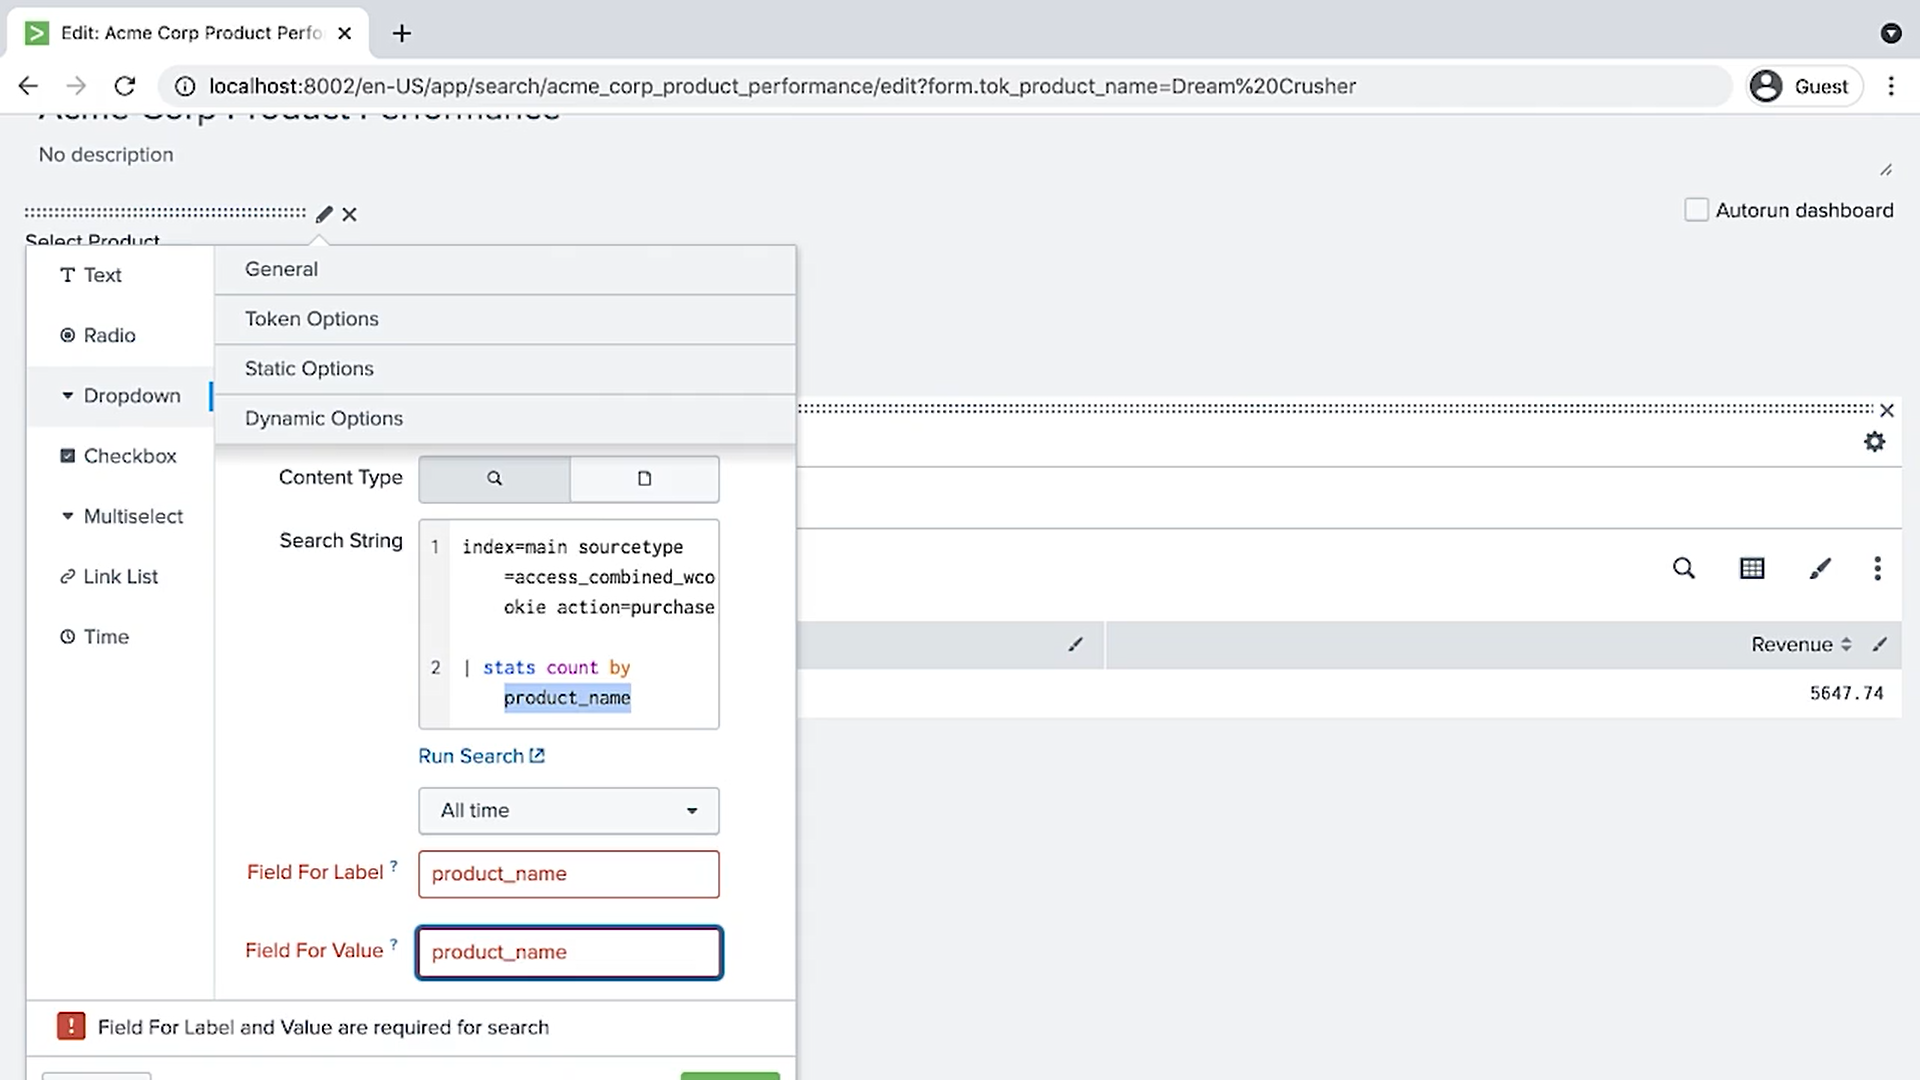 Edit: Acme Corp Product Perfo
localhost:8002/en-US/app/search/acme_corp_product_performance/edit?form.tok_product_name=Dream%20Crusher
Guest
Acme Corp Product Performance
No description
Autorun dashboard
Select Product
Text
Radio
Dropdown
Checkbox
Multiselect
Link List
Time
General
Token Options
Static Options
Dynamic Options
Content Type
Search String
1 index=main sourcetype
=access_combined_wco
okie action=purchase
2 | stats count by
product_name
Run Search
All time
Field For Label ?
product_name
Field For Value ?
product_name
! Field For Label and Value are required for search
Revenue
5647.74